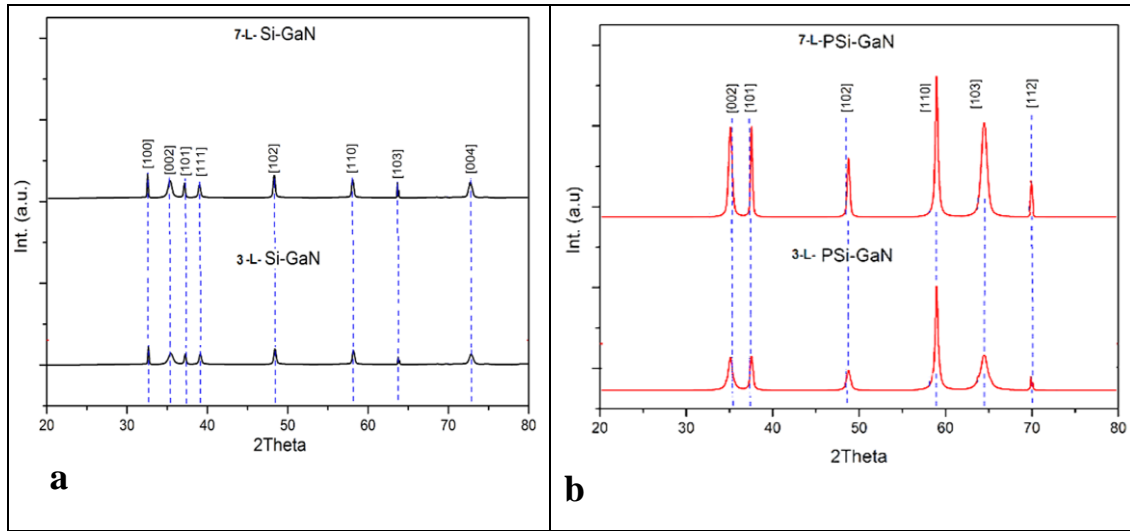 7-L- Si-GaN
[100]
[002]
[101]
[111]
[102]
[110]
[103]
[004]
3-L- Si-GaN
Int. (a.u.)
20 30 40 50 60 70 80
2Theta
a
7-L-PSi-GaN
[002]
[101]
[102]
[110]
[103]
[112]
3-L- PSi-GaN
Int. (a.u)
20 30 40 50 60 70 80
2Theta
b